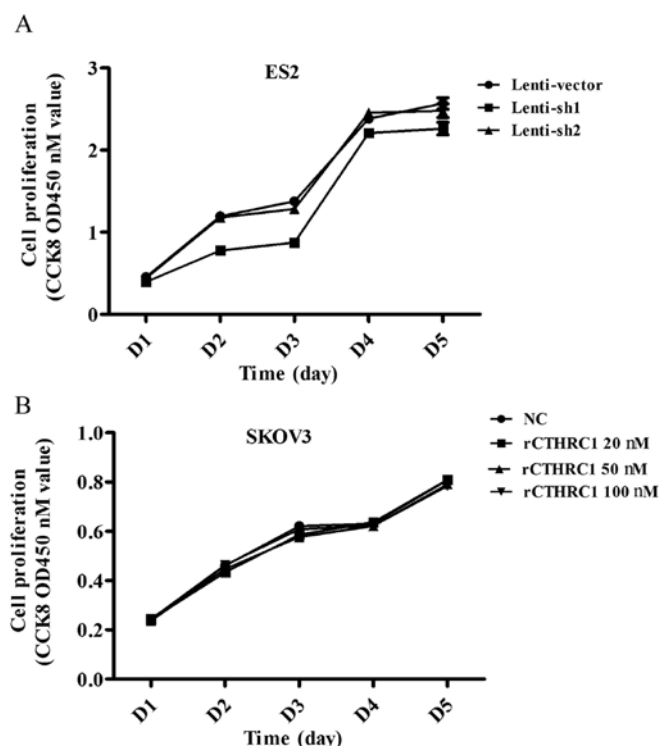 A
ES2
Cell proliferation
(CCK8 OD450 nM value)
3
2
1
0
D1
D2
D3
D4
D5
Time (day)
Lenti-vector
Lenti-sh1
Lenti-sh2
B
SKOV3
Cell proliferation
(CCK8 OD450 nM value)
1.0
0.8
0.6
0.4
0.2
0.0
D1
D2
D3
D4
D5
Time (day)
NC
rCTHRC1 20 nM
rCTHRC1 50 nM
rCTHRC1 100 nM